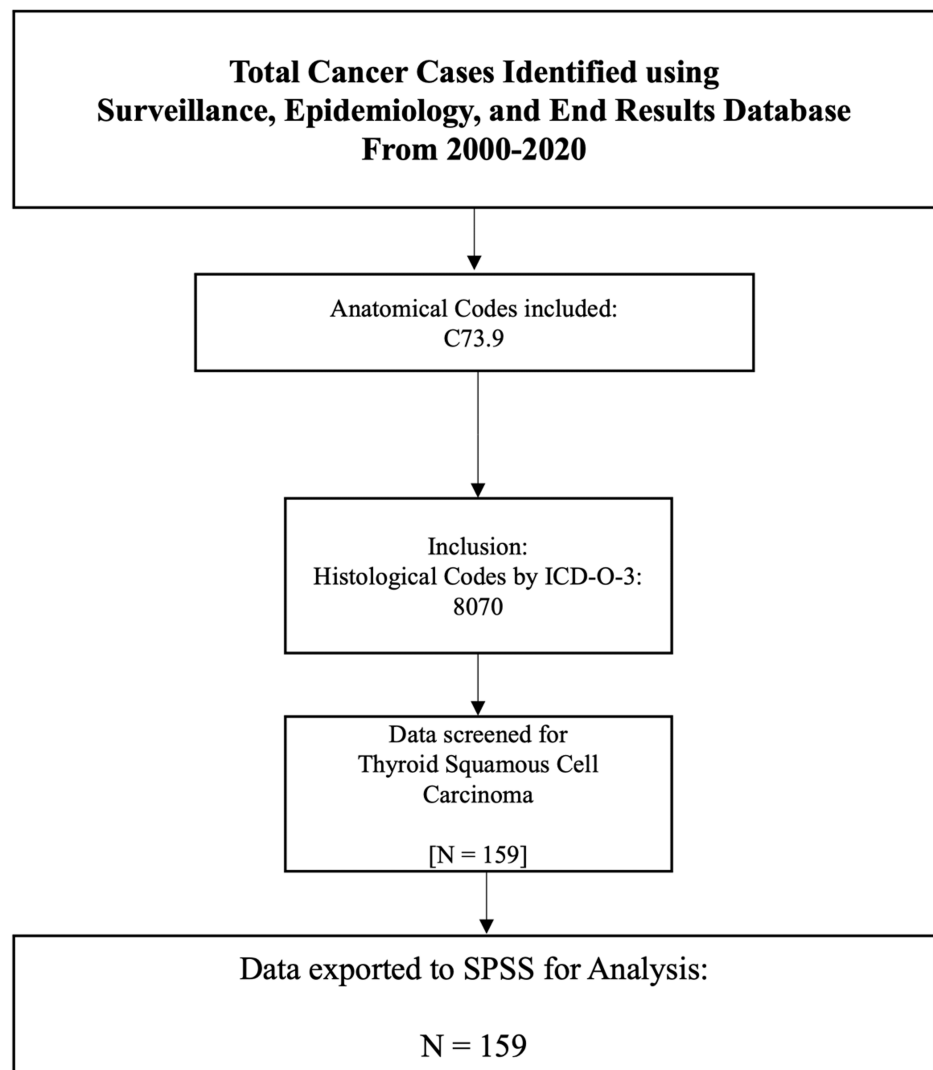 Total Cancer Cases Identified using
Surveillance, Epidemiology, and End Results Database
From 2000-2020
Anatomical Codes included:
C73.9
Inclusion:
Histological Codes by ICD-O-3:
8070
Data screened for
Thyroid Squamous Cell
Carcinoma
[N = 159]
Data exported to SPSS for Analysis:
N = 159